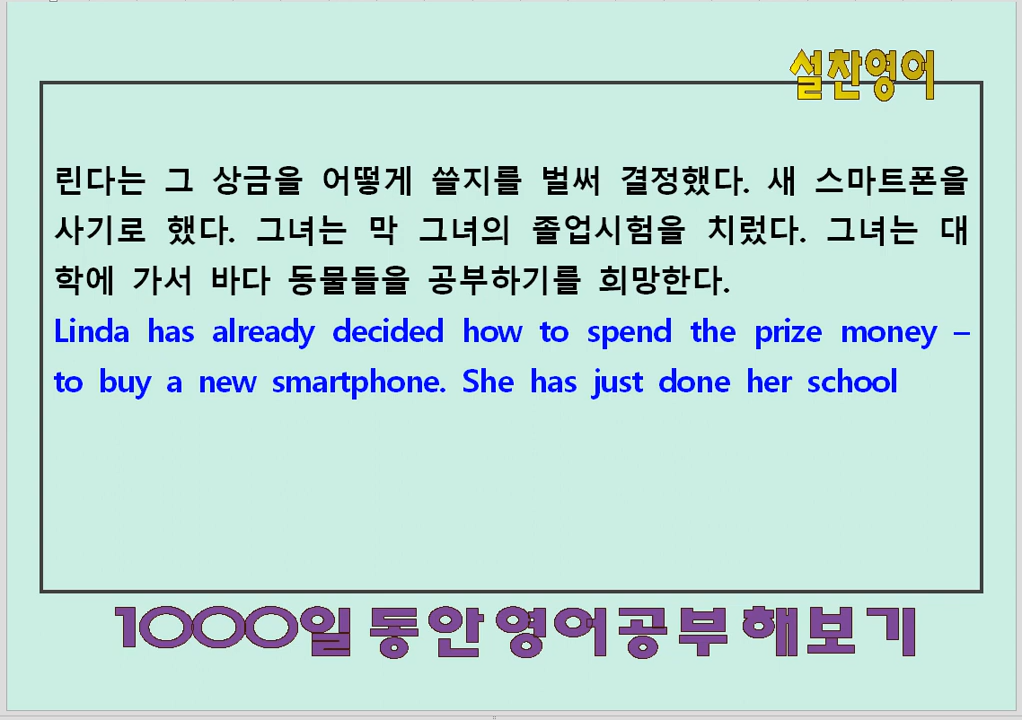 설찬영어
린다는 그 상금을 어떻게 쓸지를 벌써 결정했다. 새 스마트폰을
사기로 했다. 그녀는 막 그녀의 졸업시험을 치렀다. 그녀는 대
학에 가서 바다 동물들을 공부하기를 희망한다.
Linda has already decided how to spend the prize money –
to buy a new smartphone. She has just done her school
1000일 동안 영어공부 해보기